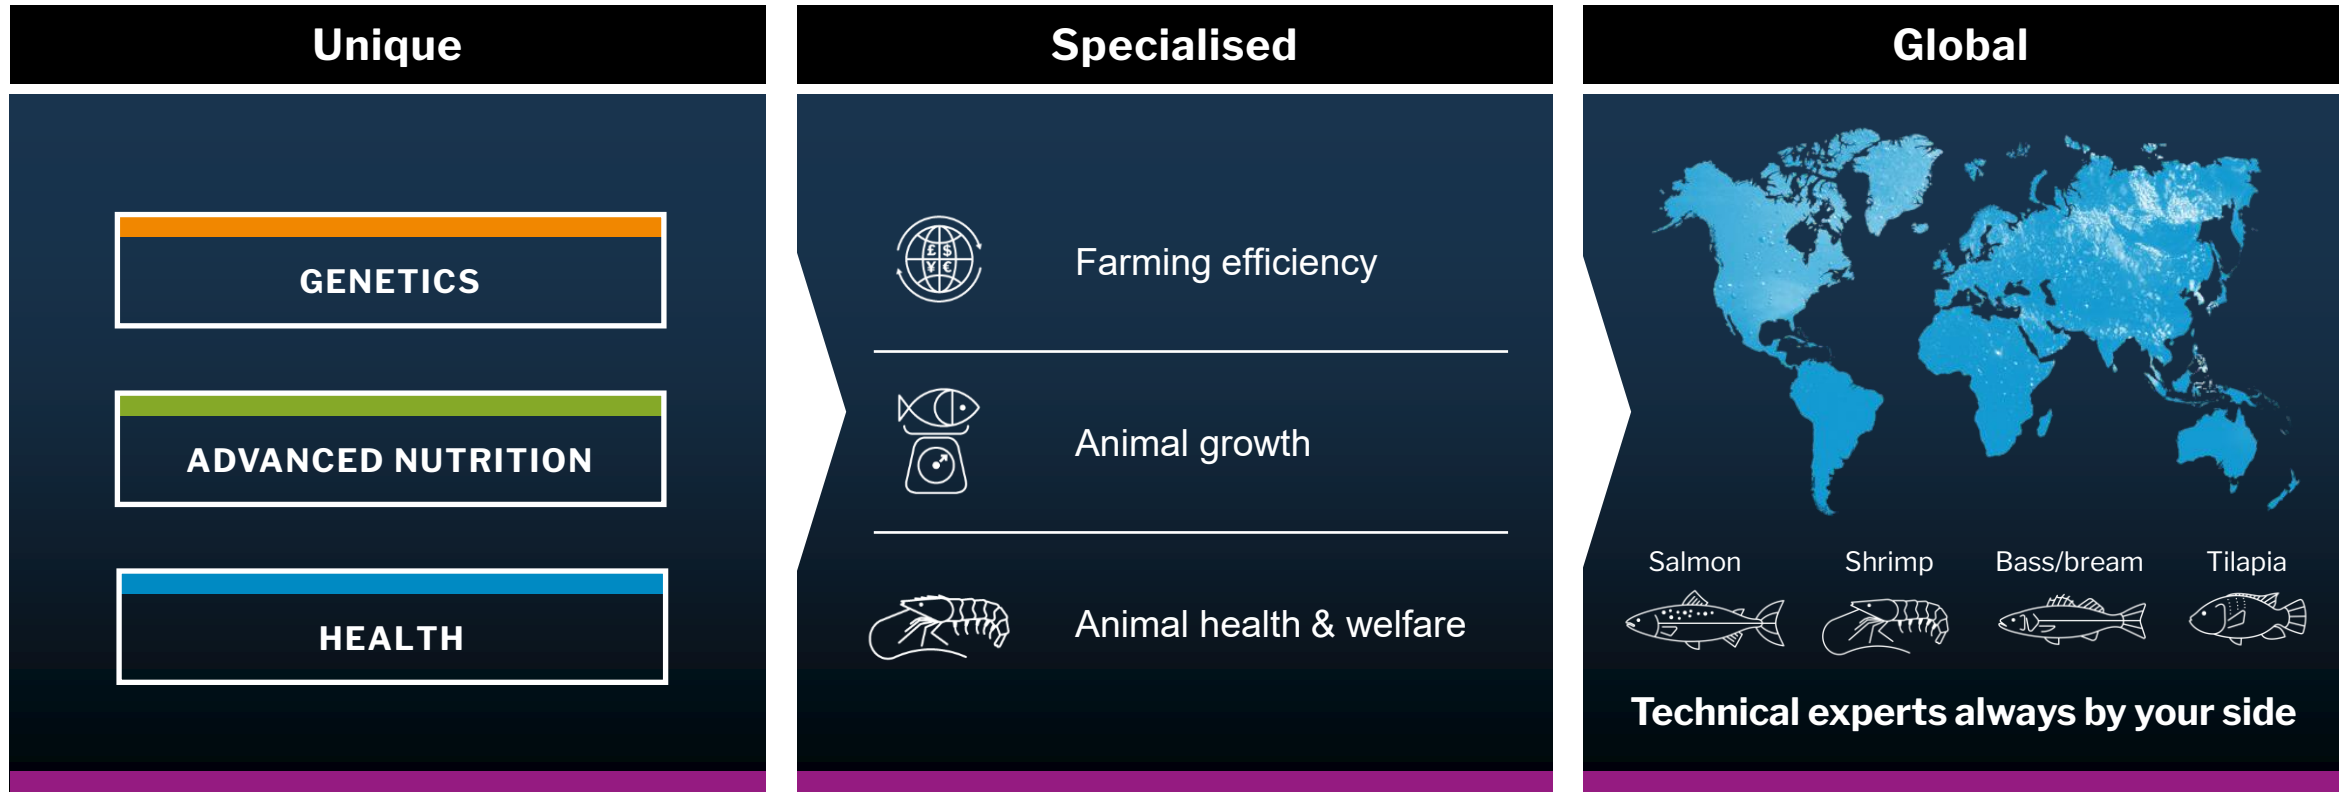 Unique
GENETICS
ADVANCED NUTRITION
HEALTH
Specialised
£ $
¥ €
Farming efficiency
Animal growth
Animal health & welfare
Global
Salmon Shrimp Bass/bream Tilapia
Technical experts always by your side